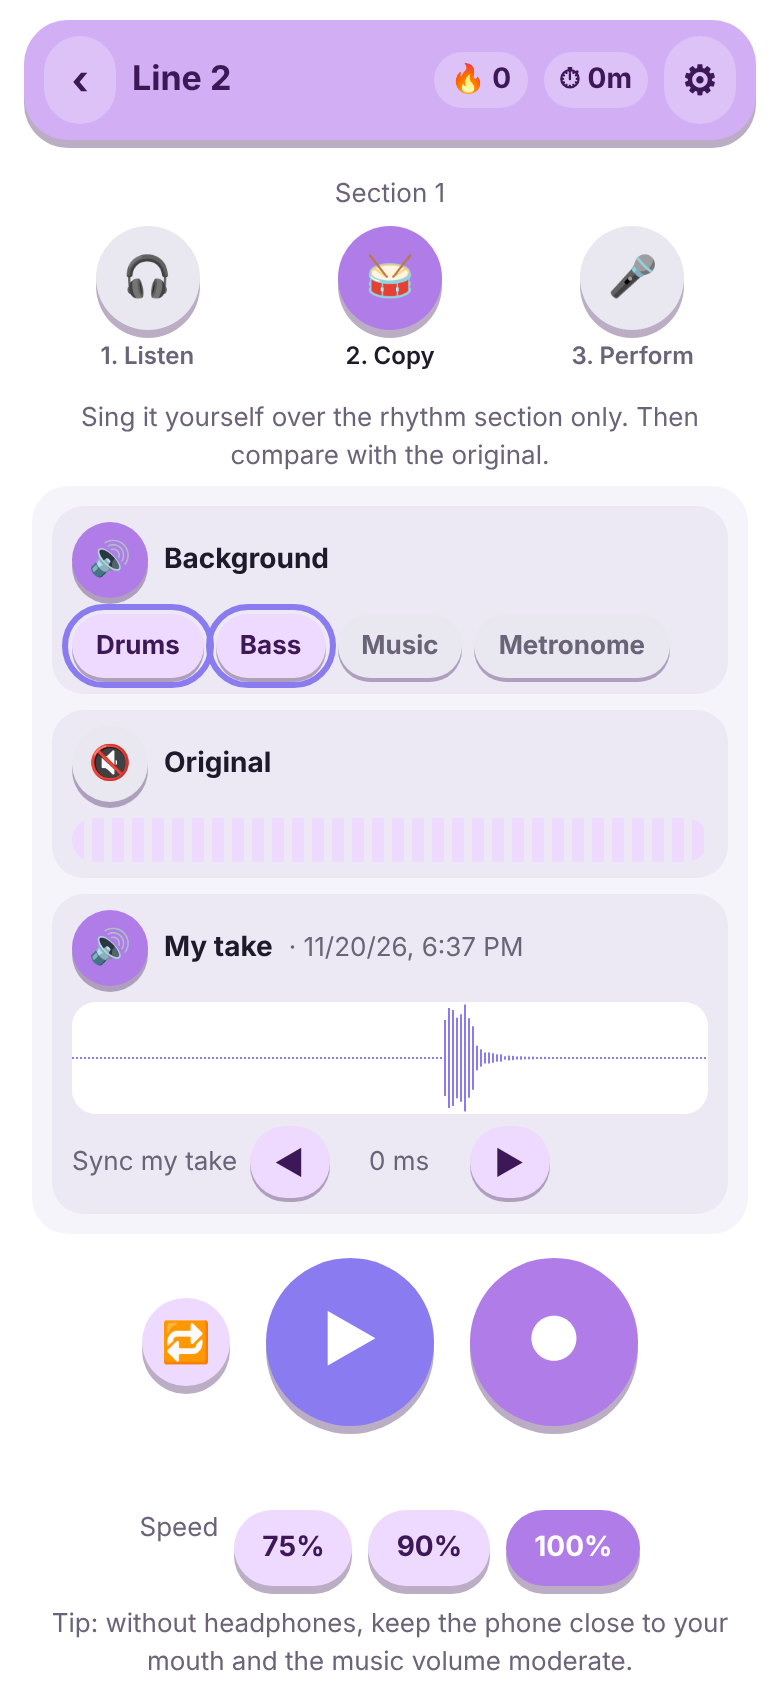 Line 2
0
0m
Section 1
1. Listen
2. Copy
3. Perform
Sing it yourself over the rhythm section only. Then
compare with the original.
Background
Drums
Bass
Music
Metronome
Original
My take · 11/20/26, 6:37 PM
Sync my take
0 ms
Speed
75%
90%
100%
Tip: without headphones, keep the phone close to your
mouth and the music volume moderate.